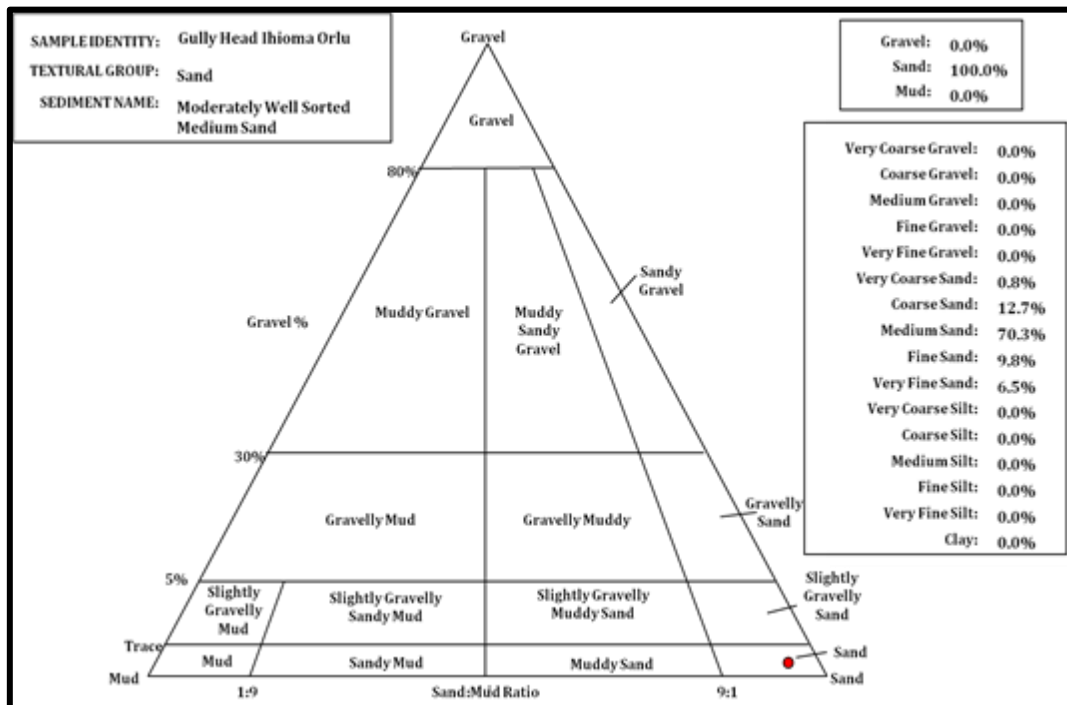 SAMPLE IDENTITY: Gully Head Ihioma Orlu
TEXTURAL GROUP: Sand
SEDIMENT NAME: Moderately Well Sorted
Medium Sand
Gravel: 0.0%
Sand: 100.0%
Mud: 0.0%
Very Coarse Gravel: 0.0%
Coarse Gravel: 0.0%
Medium Gravel: 0.0%
Fine Gravel: 0.0%
Very Fine Gravel: 0.0%
Very Coarse Sand: 0.8%
Coarse Sand: 12.7%
Medium Sand: 70.3%
Fine Sand: 9.8%
Very Fine Sand: 6.5%
Very Coarse Silt: 0.0%
Coarse Silt: 0.0%
Medium Silt: 0.0%
Fine Silt: 0.0%
Very Fine Silt: 0.0%
Clay: 0.0%
Gravel
Gravel
80%
Sandy
Gravel
Muddy Gravel
Muddy
Sandy
Gravel
Gravel %
30%
Gravelly Mud
Gravelly Muddy
Gravelly
Sand
5%
Slightly
Gravelly
Mud
Slightly Gravelly
Sandy Mud
Slightly Gravelly
Muddy Sand
Slightly
Gravelly
Sand
Trace
Mud
Sandy Mud
Muddy Sand
Sand
Mud
Sand
1:9
Sand:Mud Ratio
9:1